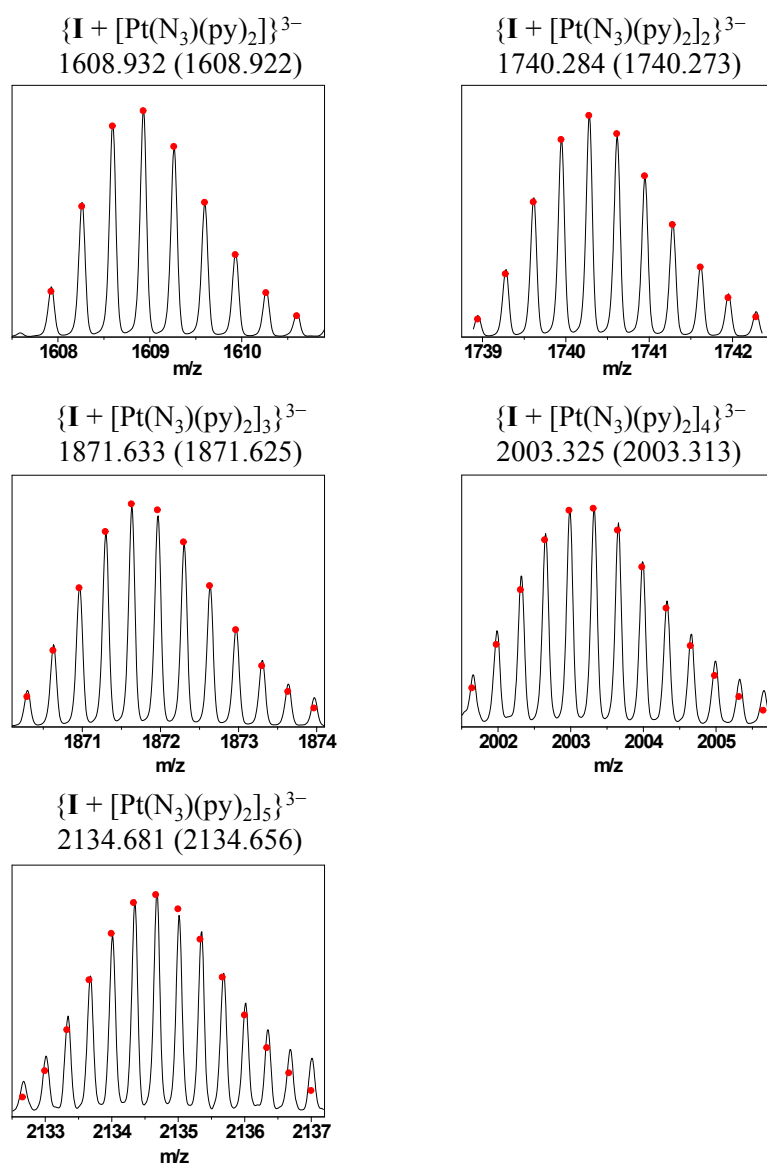 {I + [Pt(N₃)(py)₂]}³⁻
1608.932 (1608.922)
1608 1609 1610
m/z
{I + [Pt(N₃)(py)₂]₂}³⁻
1740.284 (1740.273)
1739 1740 1741 1742
m/z
{I + [Pt(N₃)(py)₂]₃}³⁻
1871.633 (1871.625)
1871 1872 1873 1874
m/z
{I + [Pt(N₃)(py)₂]₄}³⁻
2003.325 (2003.313)
2002 2003 2004 2005
m/z
{I + [Pt(N₃)(py)₂]₅}³⁻
2134.681 (2134.656)
2133 2134 2135 2136 2137
m/z